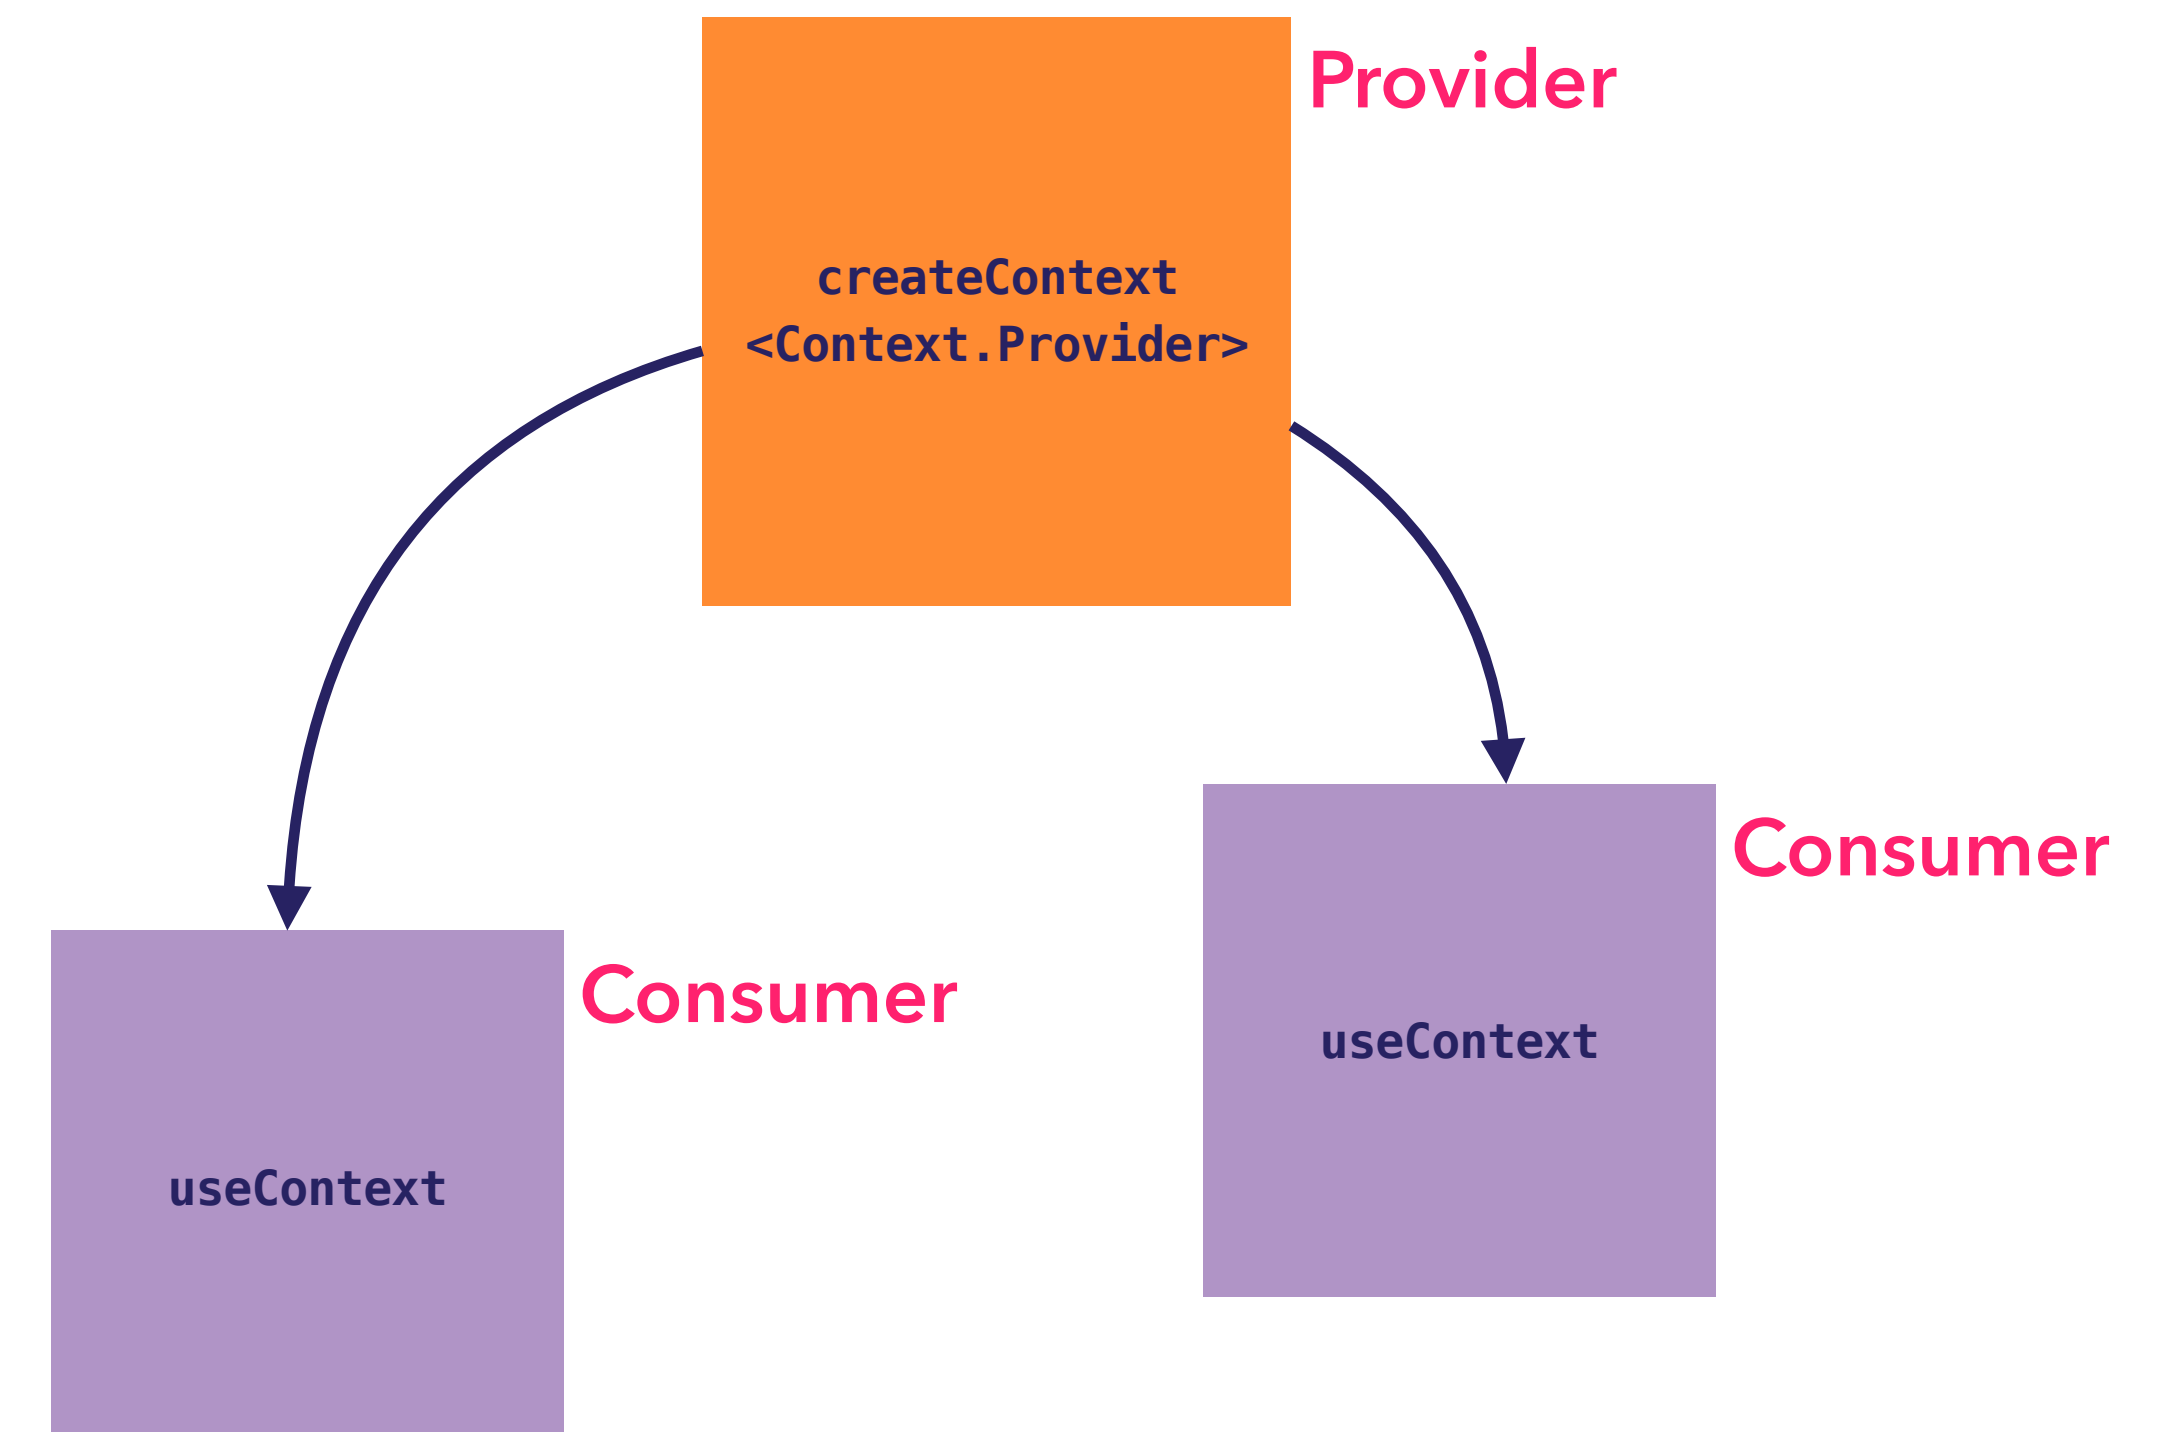 Provider
createContext
<Context.Provider>
Consumer
useContext
Consumer
useContext